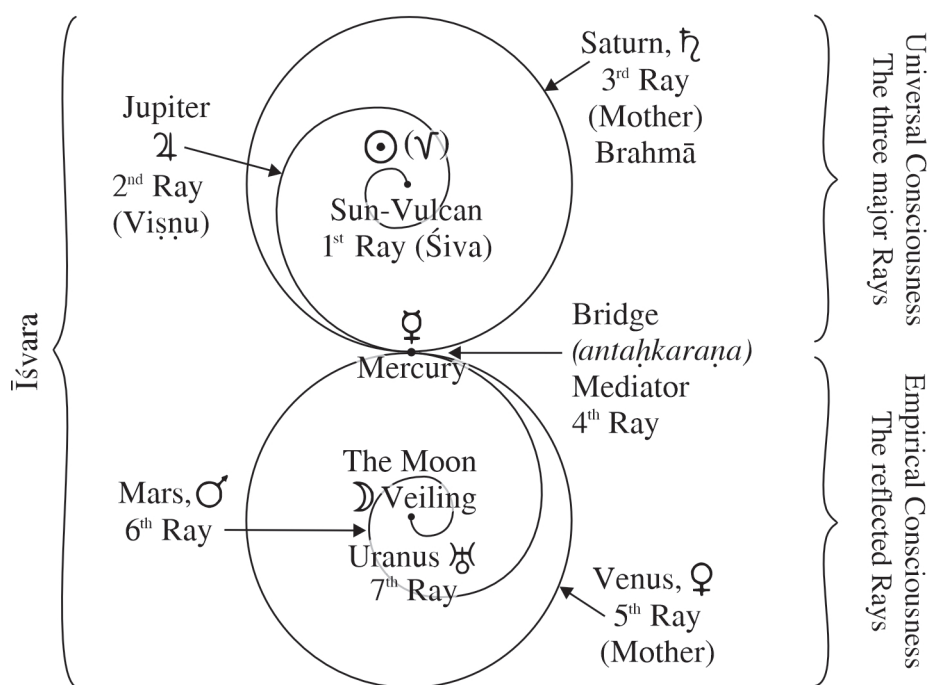 Saturn, ♄
3rd Ray
(Mother)
Brahmā
Jupiter
♃
2nd Ray
(Viṣṇu)
☉ (√)
Sun-Vulcan
1st Ray (Śiva)
☿
Mercury
Bridge
(antaḥkaraṇa)
Mediator
4th Ray
Īśvara
The Moon
☽ Veiling
Uranus ♅
7th Ray
Mars, ♂
6th Ray
Venus, ♀
5th Ray
(Mother)
Universal Consciousness
The three major Rays
Empirical Consciousness
The reflected Rays